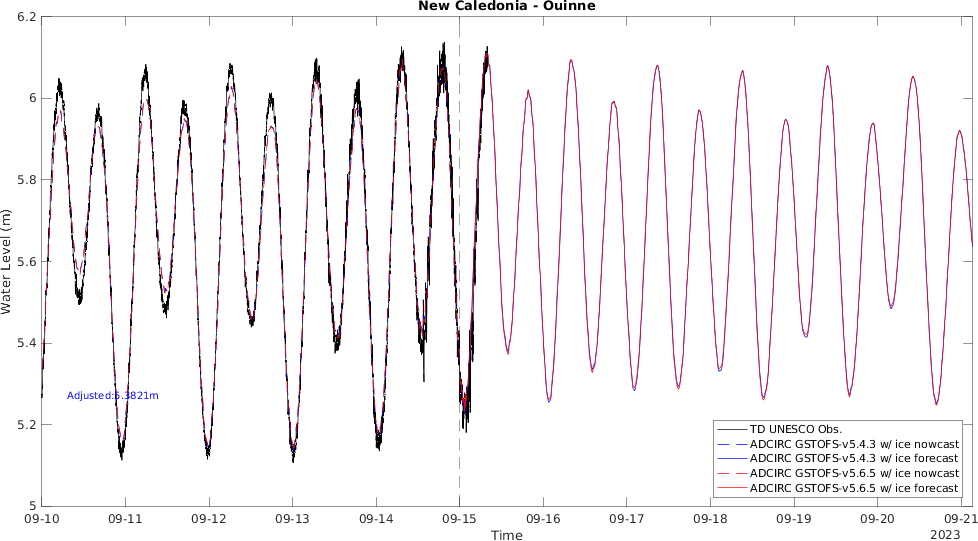 New Caledonia - Ouinne
6.2
6
5.8
5.6
5.4
5.2
5
Water Level (m)
Adjusted:5.3821m
TD UNESCO Obs.
ADCIRC GSTOFS-v5.4.3 w/ ice nowcast
ADCIRC GSTOFS-v5.4.3 w/ ice forecast
ADCIRC GSTOFS-v5.6.5 w/ ice nowcast
ADCIRC GSTOFS-v5.6.5 w/ ice forecast
09-10 09-11 09-12 09-13 09-14 09-15 09-16 09-17 09-18 09-19 09-20 09-21
Time
2023